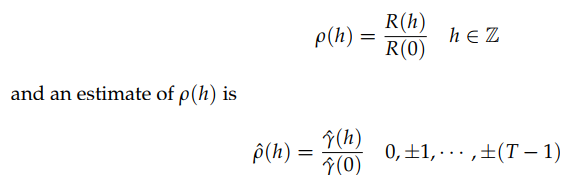 ρ(h) = R(h)/R(0) h ∈ ℤ
and an estimate of ρ(h) is
ρ̂(h) = γ̂(h)/γ̂(0) 0, ±1, ⋯ , ±(T − 1)